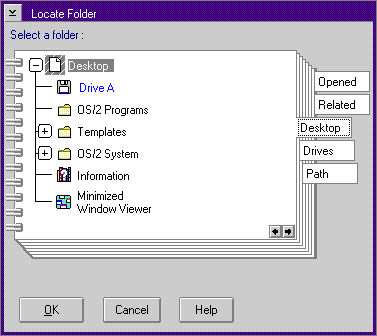 Locate Folder
Select a folder :
Desktop
Drive A
OS/2 Programs
Templates
OS/2 System
Information
Minimized
Window Viewer
Opened
Related
Desktop
Drives
Path
OK
Cancel
Help